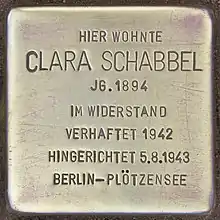 HIER WOHNTE
CLARA SCHABBEL
JG. 1894
IM WIDERSTAND
VERHAFTET 1942
HINGERICHTET 5.8.1943
BERLIN-PLÖTZENSEE